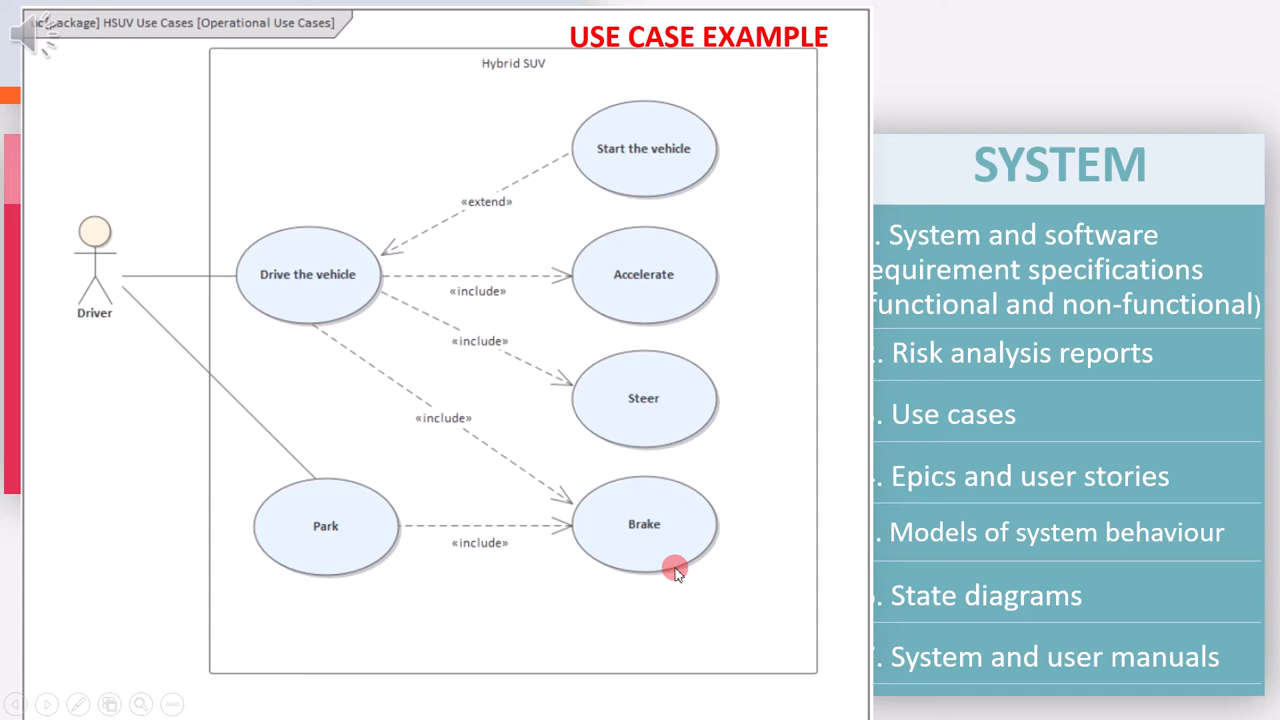 [package] HSUV Use Cases [Operational Use Cases]
USE CASE EXAMPLE
Hybrid SUV
Start the vehicle
«extend»
Drive the vehicle
Accelerate
«include»
Driver
«include»
Steer
«include»
Park
Brake
«include»
SYSTEM
. System and software
equirement specifications
functional and non-functional)
. Risk analysis reports
. Use cases
. Epics and user stories
. Models of system behaviour
. State diagrams
. System and user manuals